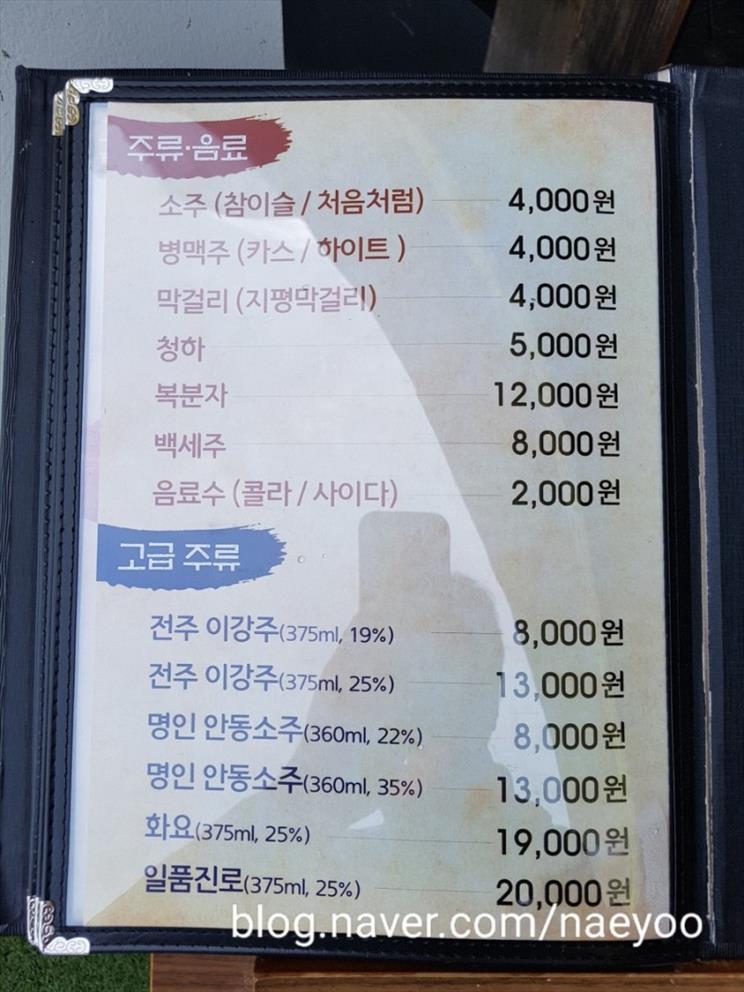 주류·음료
소주 (참이슬 / 처음처럼) 4,000원
병맥주 (카스 / 하이트 ) 4,000원
막걸리 (지평막걸리) 4,000원
청하 5,000원
복분자 12,000원
백세주 8,000원
음료수 (콜라 / 사이다) 2,000원
고급 주류
전주 이강주(375ml, 19%) 8,000원
전주 이강주(375ml, 25%) 13,000원
명인 안동소주(360ml, 22%) 8,000원
명인 안동소주(360ml, 35%) 13,000원
화요(375ml, 25%) 19,000원
일품진로(375ml, 25%) 20,000원
blog.naver.com/naeyoo